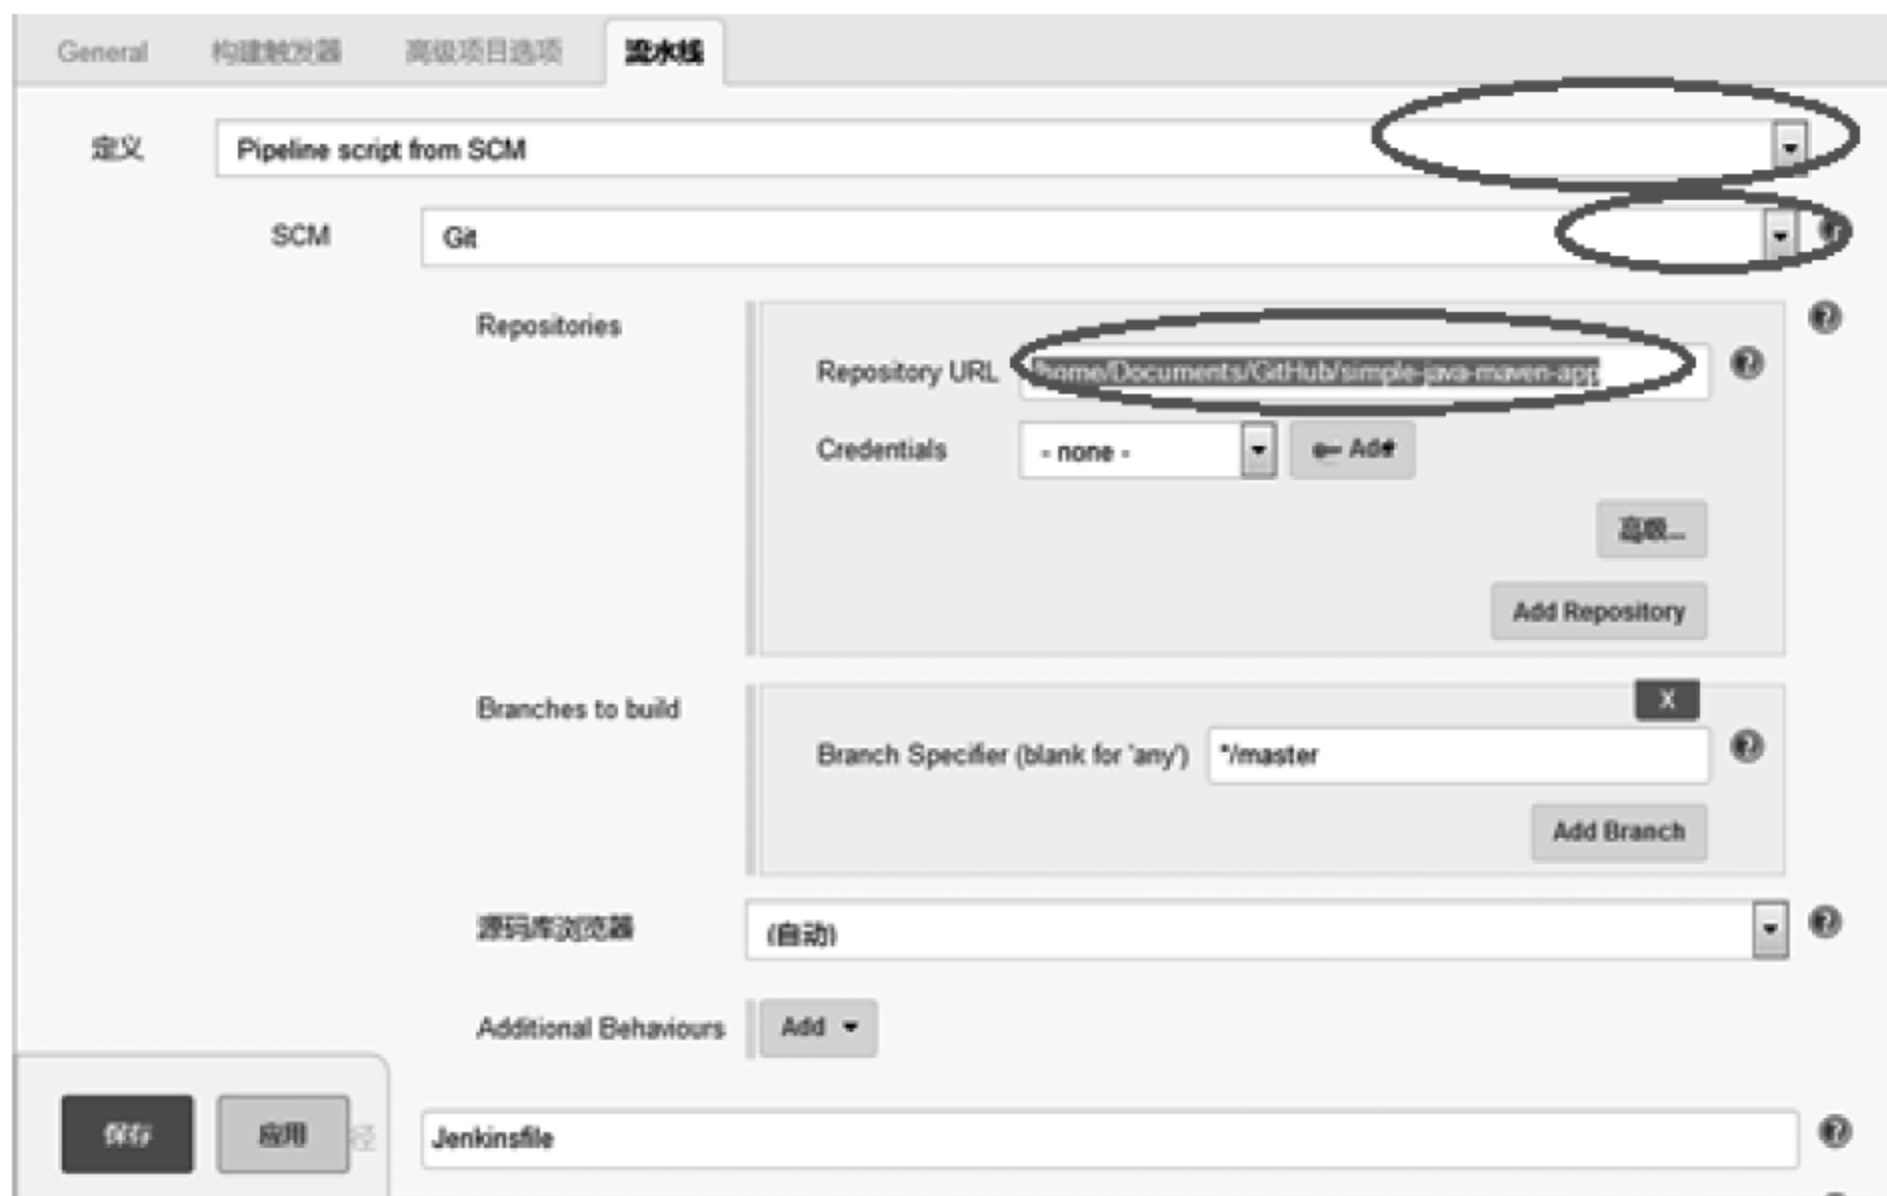 General 构建触发器 高级项目选项 流水线
定义 Pipeline script from SCM
SCM Git
Repositories
Repository URL /home/Documents/GitHub/simple-java-maven-app
Credentials - none - Add
高级...
Add Repository
Branches to build
X
Branch Specifier (blank for 'any') */master
Add Branch
源码库浏览器 (自动)
Additional Behaviours Add
保存 应用 径 Jenkinsfile